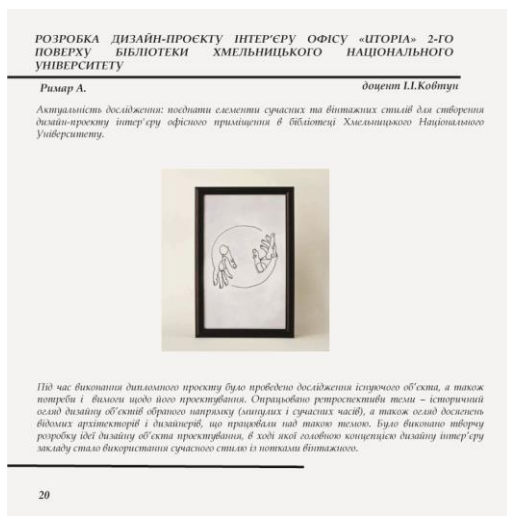 РОЗРОБКА ДИЗАЙН-ПРОЄКТУ ІНТЕР'ЄРУ ОФІСУ «ІТОРІА» 2-ГО
ПОВЕРХУ БІБЛІОТЕКИ ХМЕЛЬНИЦЬКОГО НАЦІОНАЛЬНОГО
УНІВЕРСИТЕТУ
Римар А.
доцент І.І.Ковтун
Актуальність дослідження: поєднати елементи сучасних та вінтажних стилів для створення
дизайн-проекту інтер'єру офісного приміщення в бібліотеці Хмельницького Національного
Університету.
Під час виконання дипломного проекту було проведено дослідження існуючого об'єкта, а також
потреби і вимоги щодо його проектування. Опрацьовано ретроспективи теми – історичний
огляд дизайну об'єктів обраного напрямку (минулих і сучасних часів), а також огляд досягнень
відомих архітекторів і дизайнерів, що працювали над такою темою. Було виконано творчу
розробку ідеї дизайну об'єкта проектування, в ході якої головною концепцією дизайну інтер'єру
закладу стало використання сучасного стилю із нотками вінтажного.
20